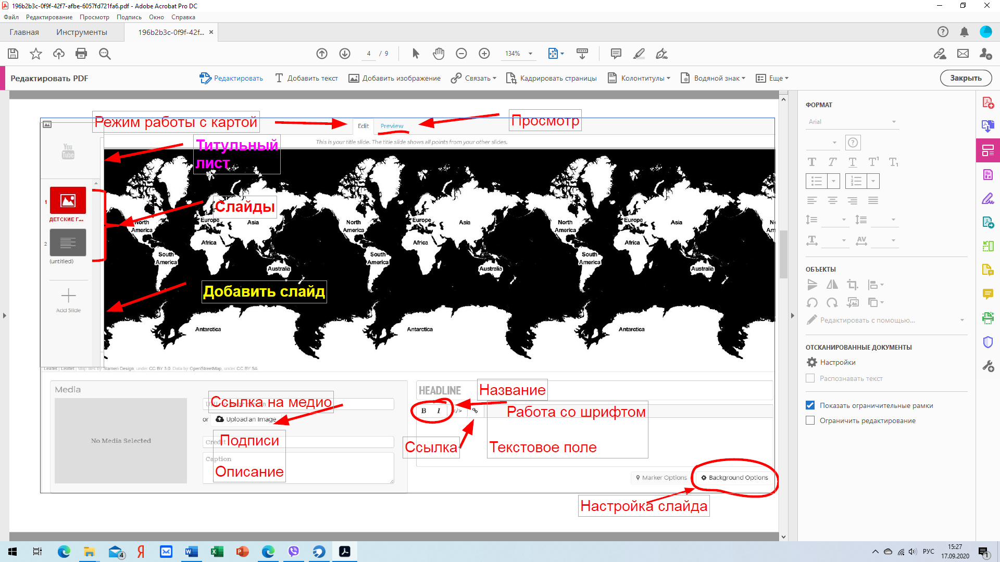 196b2b3c-0f9f-42f7-afbe-6057fd721fa6.pdf - Adobe Acrobat Pro DC
Файл Редактирование Просмотр Подпись Окно Справка
Главная Инструменты 196b2b3c-0f9f-42f... ×
4 / 9 134%
Редактировать PDF Редактировать Добавить текст Добавить изображение Связать Кадрировать страницы Колонтитулы Водяной знак Еще Закрыть
Режим работы с картой
Edit Preview
Просмотр
This is your title slide. The title slide shows all points from your other slides.
You
Tube
Титульный
лист
1
ДЕТСКИЕ Г...
2
(untitled)
Add Slide
Слайды
Добавить слайд
North
America
Europe
Asia
Africa
South
America
Australia
Antarctica
North
America
Europe
Asia
Africa
South
America
Australia
Antarctica
North
America
Europe
Asia
Africa
South
America
Australia
Antarctica
Leaflet | Leaflet | Map tiles by Stamen Design, under CC BY 3.0. Data by OpenStreetMap, under CC BY SA
Media
No Media Selected
Ссылка на медио
or Upload an Image
Credit
Подписи
Caption
Описание
HEADLINE
Название
B I </>
Работа со шрифтом
Ссылка
Текстовое поле
Marker Options Background Options
Настройка слайда
ФОРМАТ
Arial
ОБЪЕКТЫ
Редактировать с помощью...
ОТСКАНИРОВАННЫЕ ДОКУМЕНТЫ
Настройки
Распознавать текст
Показать ограничительные рамки
Ограничить редактирование
4
РУС
15:27
17.09.2020
1